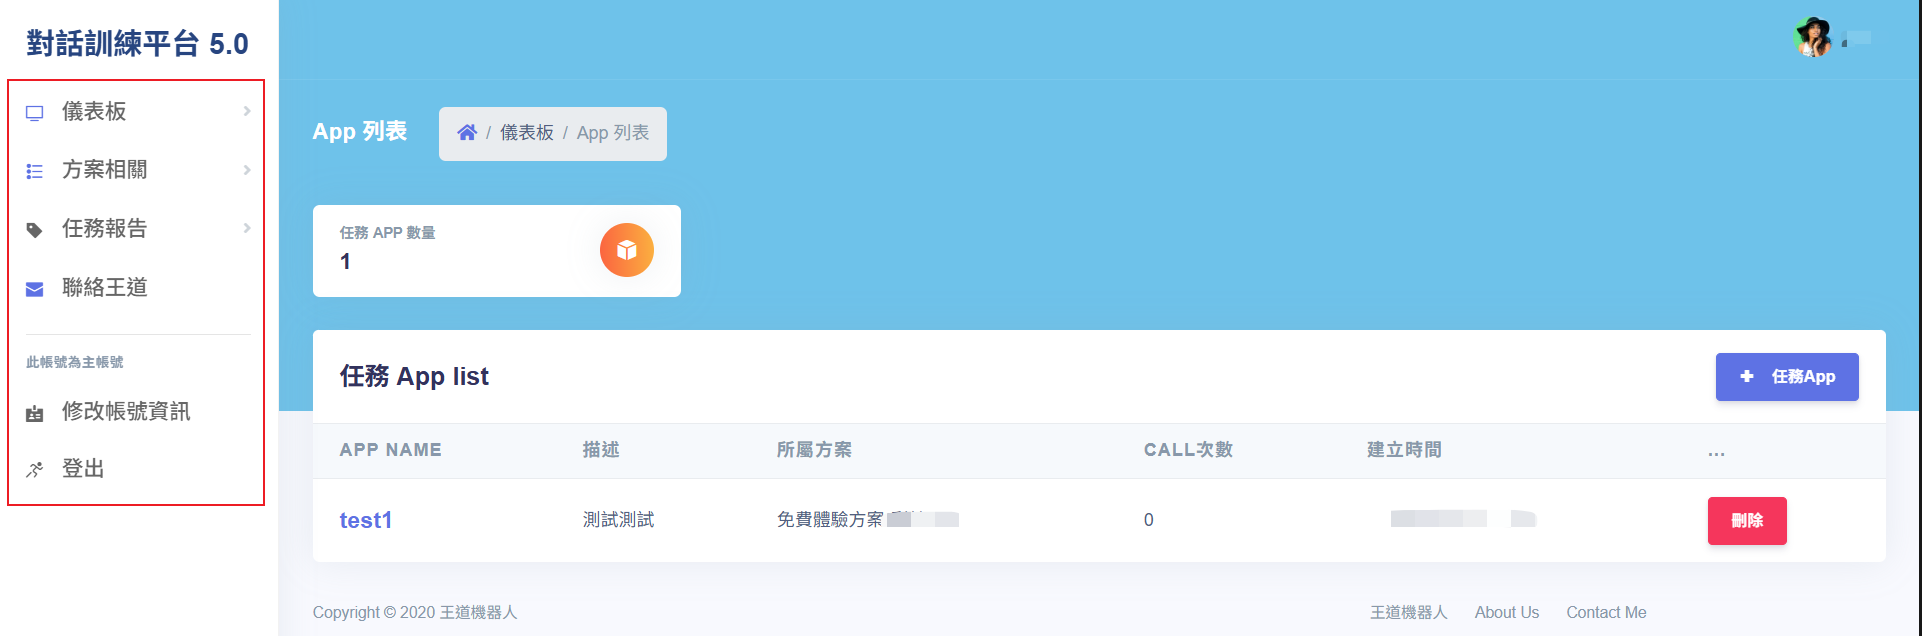 對話訓練平台 5.0
儀表板
方案相關
任務報告
聯絡王道
此帳號為主帳號
修改帳號資訊
登出
App 列表
/ 儀表板 / App 列表
任務 APP 數量
1
任務 App list
任務App
APP NAME 描述 所屬方案 CALL次數 建立時間 ...
test1 測試測試 免費體驗方案 0 刪除
Copyright © 2020 王道機器人
王道機器人 About Us Contact Me